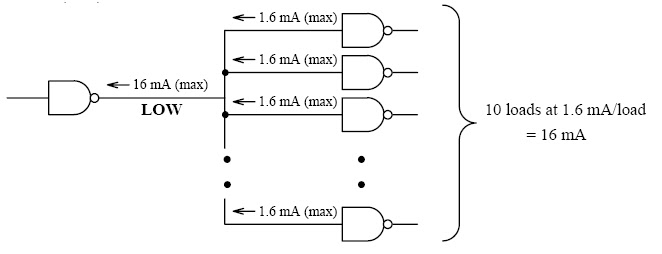 1.6 mA (max)
1.6 mA (max)
16 mA (max)
LOW
1.6 mA (max)
10 loads at 1.6 mA/load
= 16 mA
1.6 mA (max)